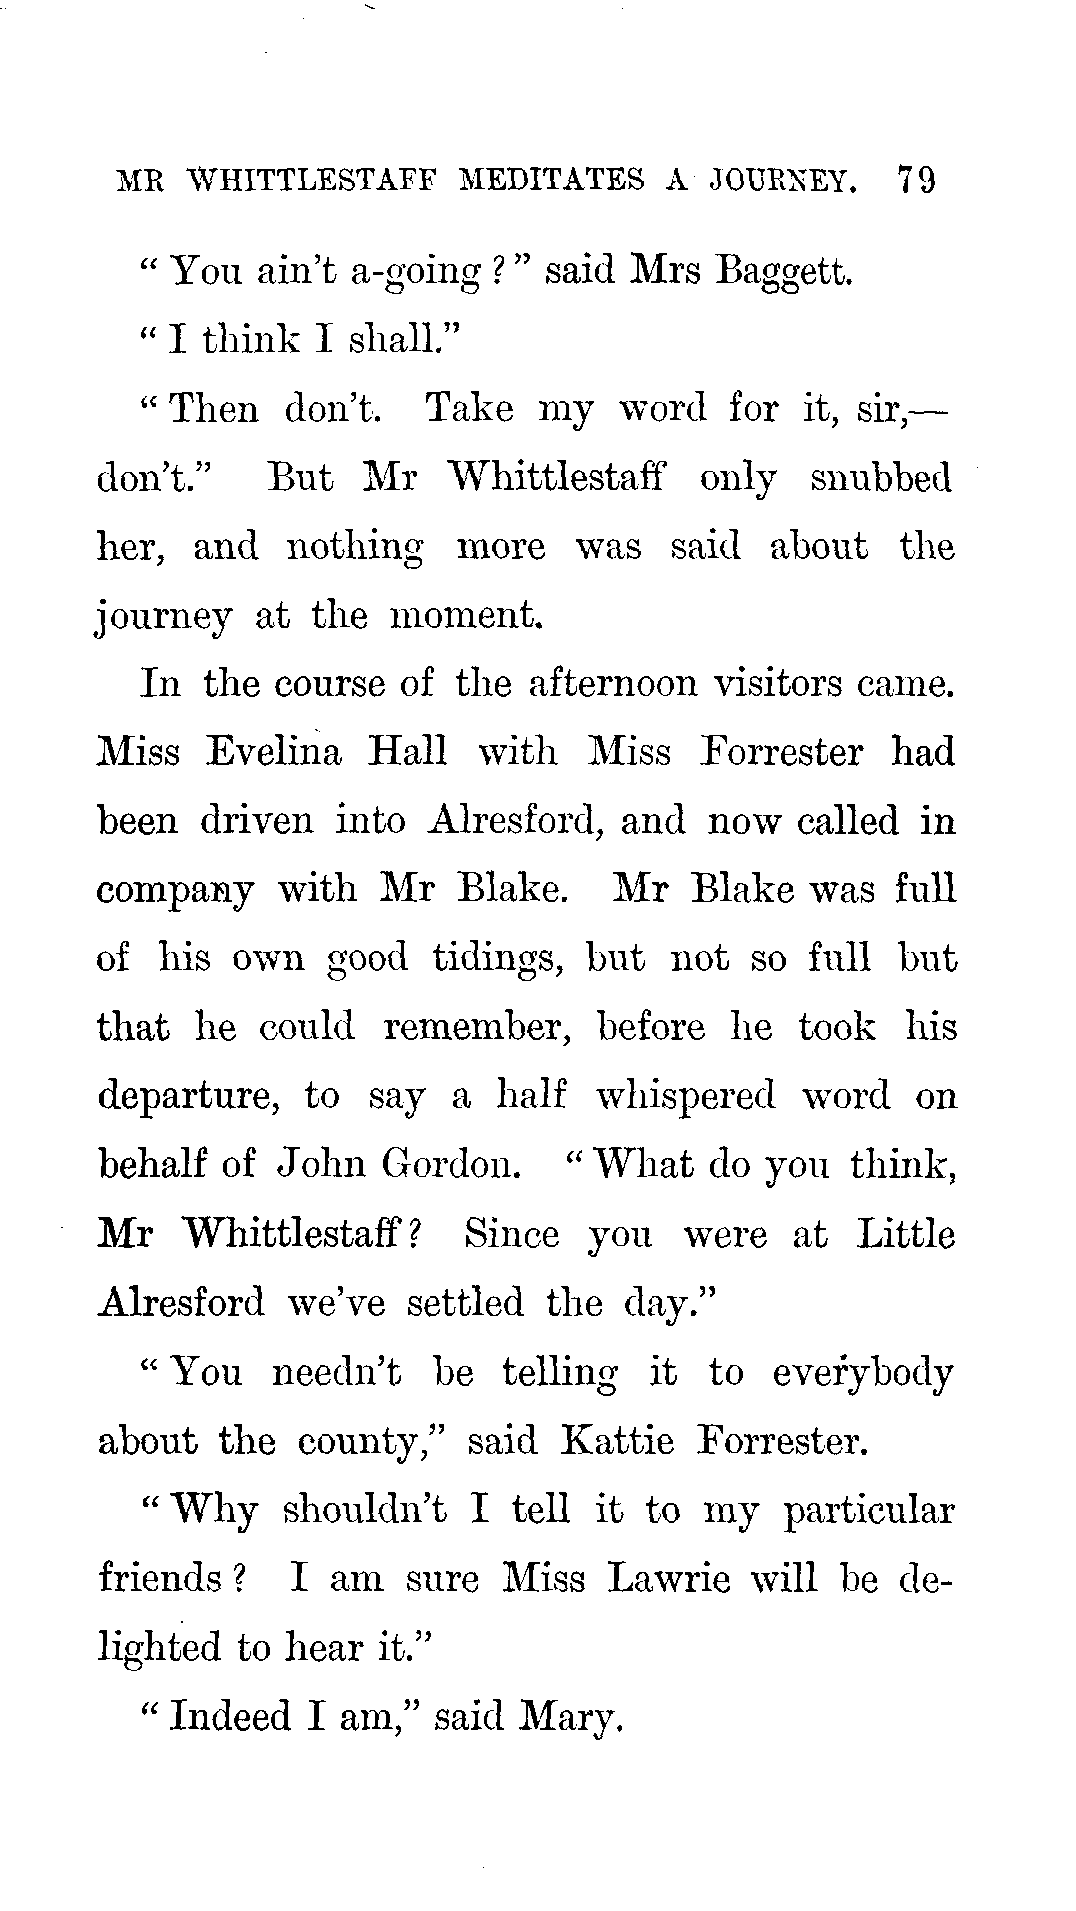 MR WHITTLESTAFF MEDITATES A JOURNEY. 79
“You ain’t a-going?” said Mrs Baggett.
“I think I shall.”
“Then don’t. Take my word for it, sir,—
don’t.” But Mr Whittlestaff only snubbed
her, and nothing more was said about the
journey at the moment.
In the course of the afternoon visitors came.
Miss Evelina Hall with Miss Forrester had
been driven into Alresford, and now called in
company with Mr Blake. Mr Blake was full
of his own good tidings, but not so full but
that he could remember, before he took his
departure, to say a half whispered word on
behalf of John Gordon. “What do you think,
Mr Whittlestaff? Since you were at Little
Alresford we’ve settled the day.”
“You needn’t be telling it to everybody
about the county,” said Kattie Forrester.
“Why shouldn’t I tell it to my particular
friends? I am sure Miss Lawrie will be de-
lighted to hear it.”
“Indeed I am,” said Mary.